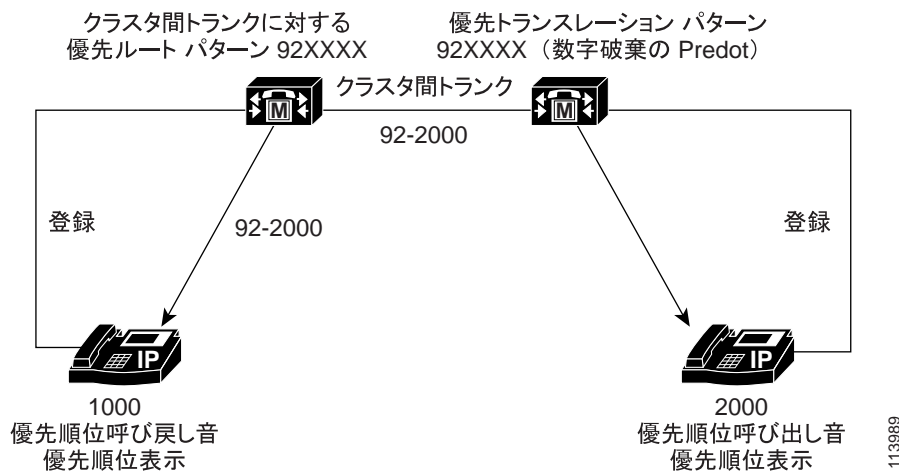 クラスタ間トランクに対する
優先ルート パターン 92XXXX
優先トランスレーション パターン
92XXXX（数字破棄の Predot）
M
クラスタ間トランク
M
92-2000
登録
92-2000
登録
IP
IP
1000
優先順位呼び戻し音
優先順位表示
2000
優先順位呼び出し音
優先順位表示
113989